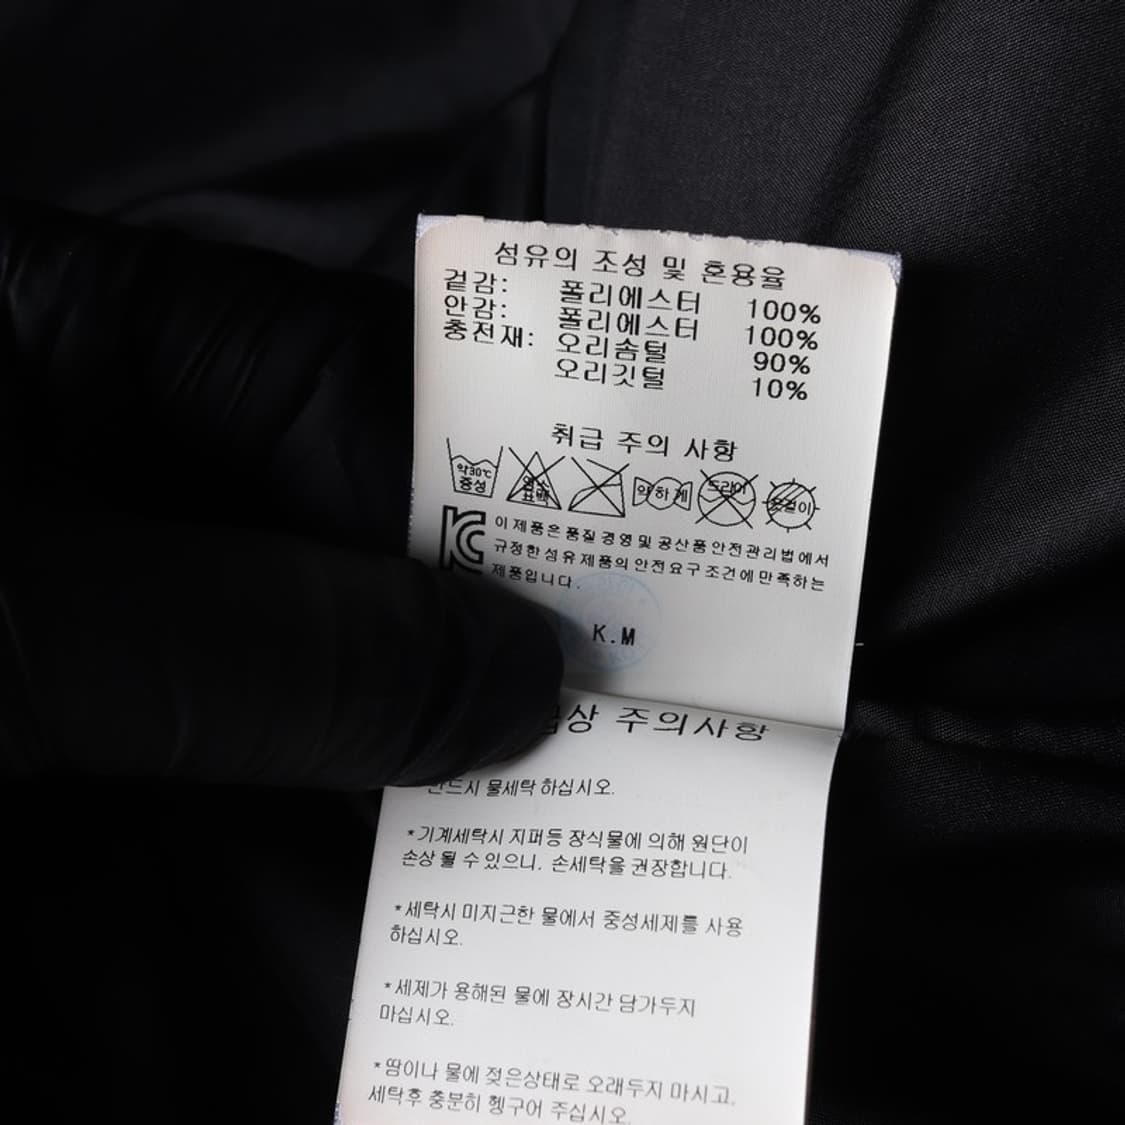 섬유의 조성 및 혼용율
겉감: 폴리에스터 100%
안감: 폴리에스터 100%
충전재: 오리솜털 90%
오리깃털 10%
취급 주의 사항
약30℃
중성
염소
표백
약하게
드라이
옷걸이
이 제품은 품질경영 및 공산품안전관리법에서
규정한 섬유제품의 안전요구조건에 만족하는
제품입니다.
K.M
상 주의사항
물세탁 하십시오.
*기계세탁시 지퍼등 장식물에 의해 원단이
손상 될 수 있으니, 손세탁을 권장합니다.
*세탁시 미지근한 물에서 중성세제를 사용
하십시오.
*세제가 용해된 물에 장시간 담가두지
마십시오.
*땀이나 물에 젖은상태로 오래두지 마시고,
세탁후 충분히 헹구어 주십시오.